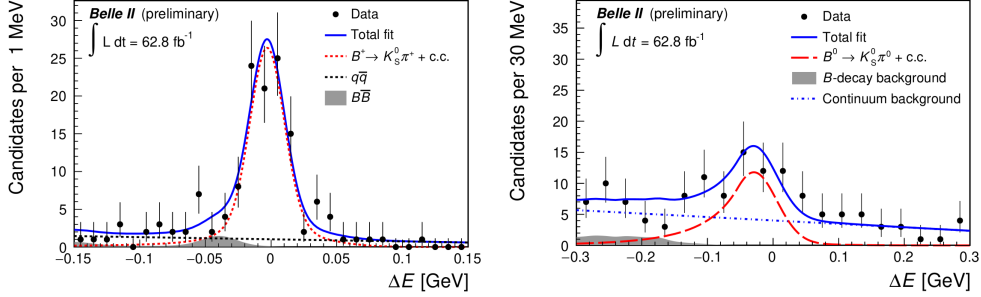 Candidates per 1 MeV
Belle II (preliminary)
∫ L dt = 62.8 fb⁻¹
Data
Total fit
B⁺→ K⁰Sπ⁺ + c.c.
qq̅
BB̅
0
5
10
15
20
25
30
−0.15
−0.1
−0.05
0
0.05
0.1
0.15
ΔE [GeV]
Candidates per 30 MeV
Belle II (preliminary)
∫ L dt = 62.8 fb⁻¹
Data
Total fit
B⁰ → K⁰Sπ⁰ + c.c.
B-decay background
Continuum background
0
5
10
15
20
25
30
35
−0.3
−0.2
−0.1
0
0.1
0.2
0.3
ΔE [GeV]